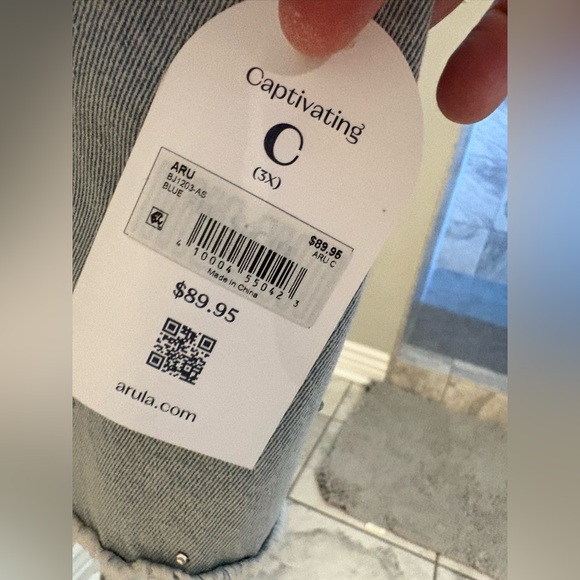 Captivating
C
(3X)
ARU
BJ1203-AS
BLUE
$89.95
ARU C
4 10004 55042 3
Made in China
$89.95
arula.com